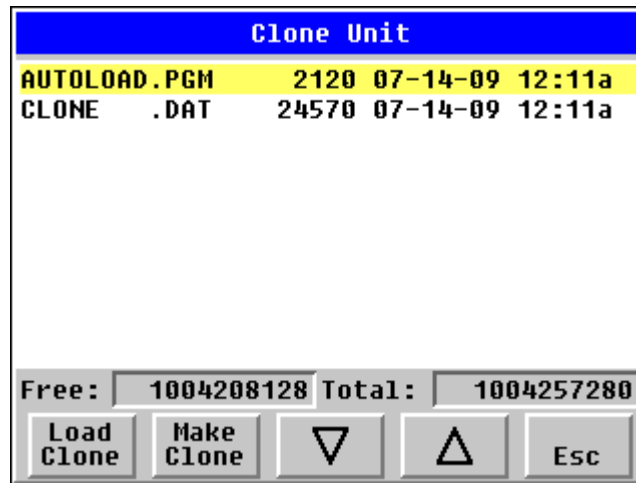 Clone Unit
AUTOLOAD.PGM 2120 07-14-09 12:11a
CLONE .DAT 24570 07-14-09 12:11a
Free: 1004208128 Total: 1004257280
Load Clone
Make Clone
Esc